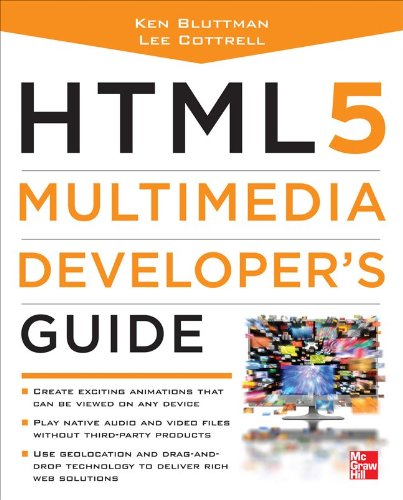 Ken Bluttman
Lee Cottrell
HTML 5
MULTIMEDIA
DEVELOPER'S
GUIDE
Create exciting animations that
can be viewed on any device
Play native audio and video files
without third-party products
Use geolocation and drag-and-
drop technology to deliver rich
web solutions
Mc
Graw
Hill